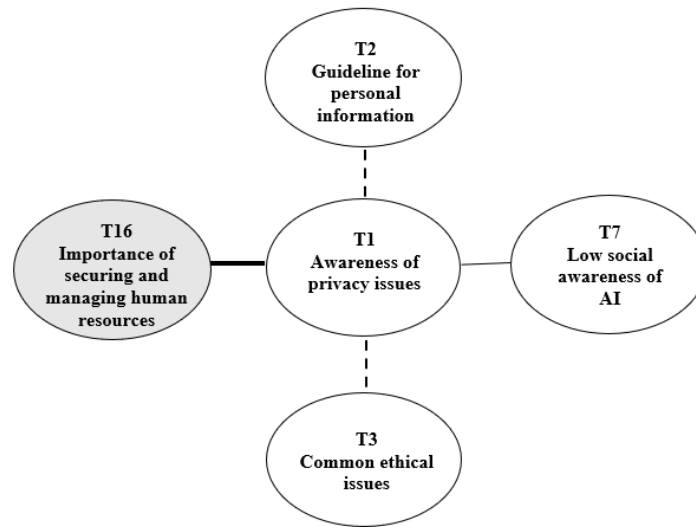 T2
Guideline for
personal
information
T16
Importance of
securing and
managing human
resources
T1
Awareness of
privacy issues
T7
Low social
awareness of
AI
T3
Common ethical
issues